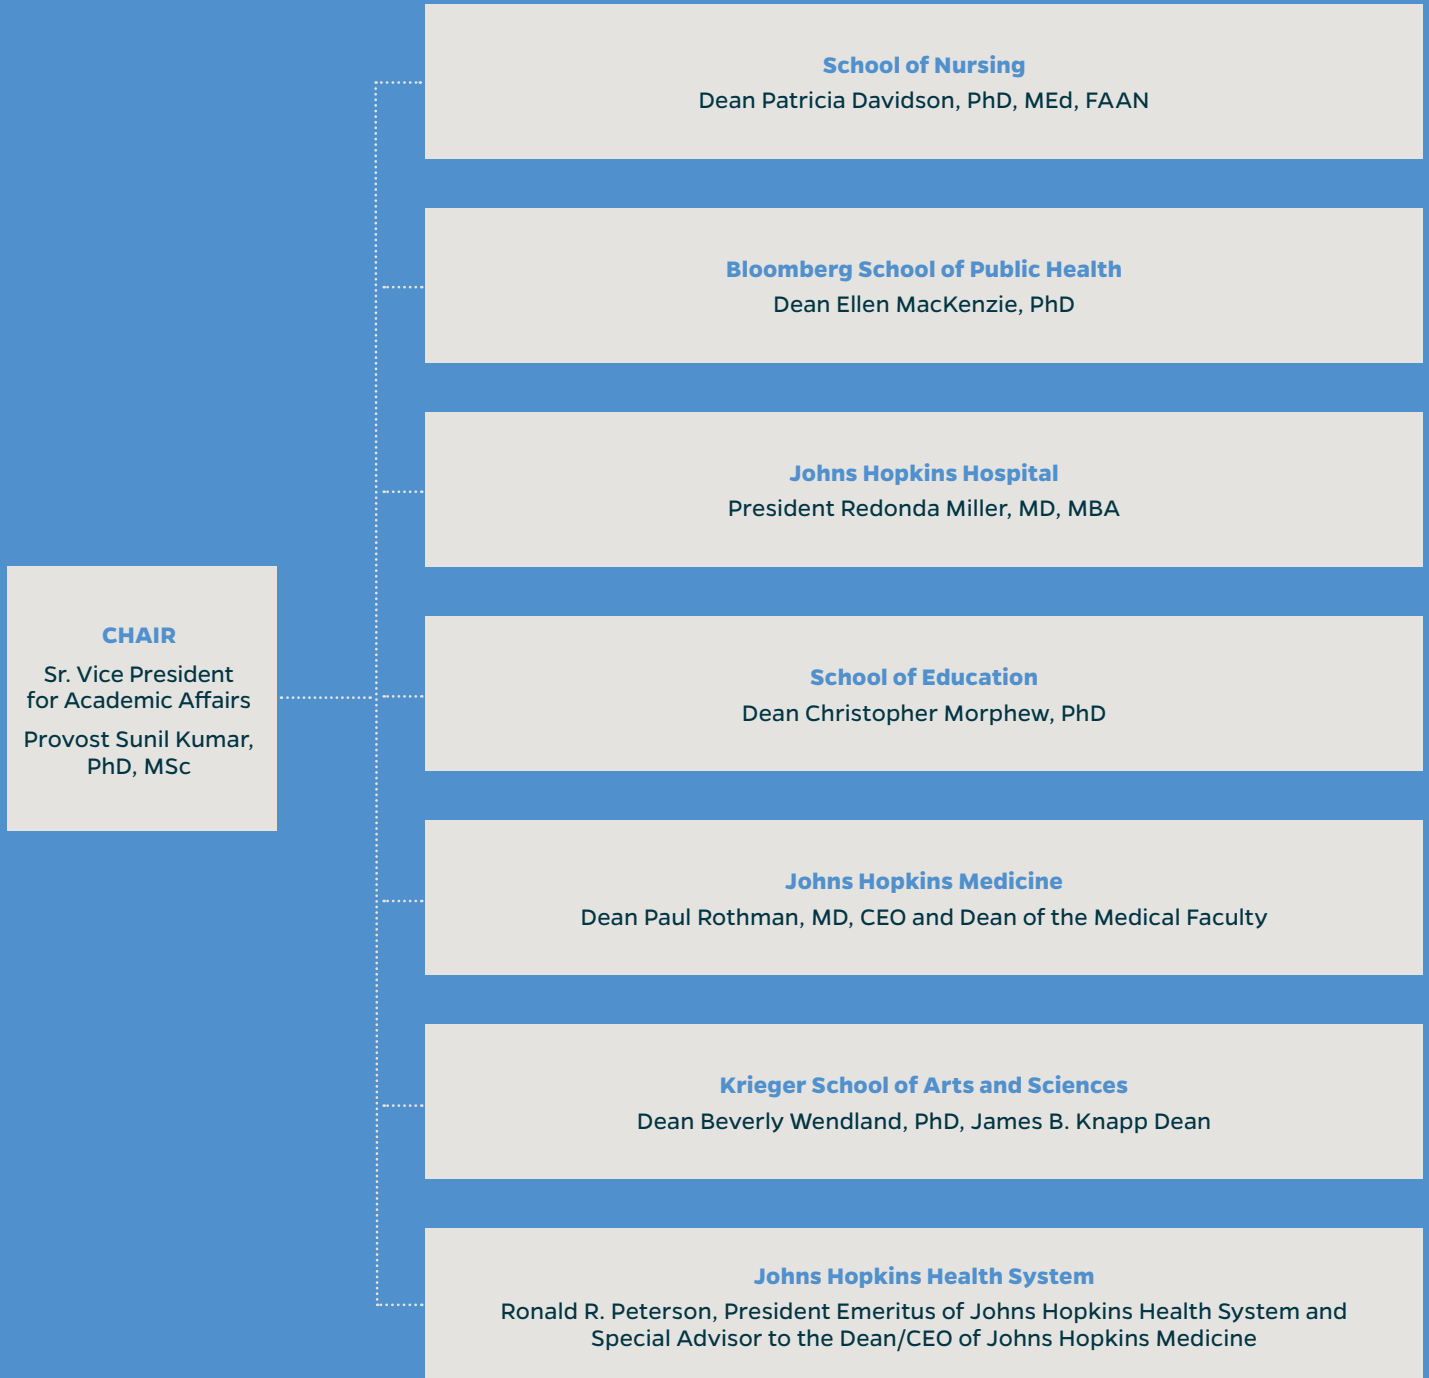 School of Nursing
Dean Patricia Davidson, PhD, MEd, FAAN
Bloomberg School of Public Health
Dean Ellen MacKenzie, PhD
Johns Hopkins Hospital
President Redonda Miller, MD, MBA
CHAIR
Sr. Vice President
for Academic Affairs
Provost Sunil Kumar,
PhD, MSc
School of Education
Dean Christopher Morphew, PhD
Johns Hopkins Medicine
Dean Paul Rothman, MD, CEO and Dean of the Medical Faculty
Krieger School of Arts and Sciences
Dean Beverly Wendland, PhD, James B. Knapp Dean
Johns Hopkins Health System
Ronald R. Peterson, President Emeritus of Johns Hopkins Health System and
Special Advisor to the Dean/CEO of Johns Hopkins Medicine